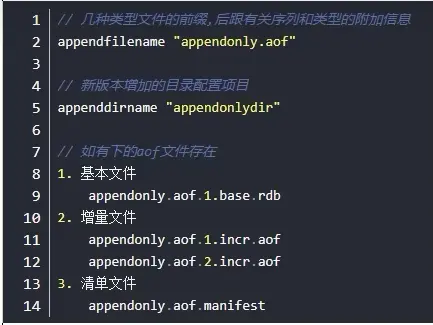 1 // 几种类型文件的前缀,后跟有关序列和类型的附加信息
2 appendfilename "appendonly.aof"
3
4 // 新版本增加的目录配置项目
5 appenddirname "appendonlydir"
6
7 // 如有下的aof文件存在
8 1. 基本文件
9 appendonly.aof.1.base.rdb
10 2. 增量文件
11 appendonly.aof.1.incr.aof
12 appendonly.aof.2.incr.aof
13 3. 清单文件
14 appendonly.aof.manifest